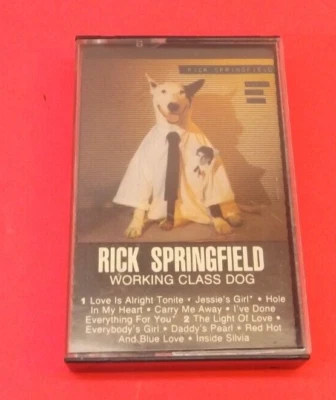 RICK SPRINGFIELD
RICK SPRINGFIELD
WORKING CLASS DOG
1 Love Is Alright Tonite • Jessie's Girl* • Hole
In My Heart • Carry Me Away • I've Done
Everything For You* 2 The Light Of Love •
Everybody's Girl • Daddy's Pearl • Red Hot
And Blue Love • Inside Silvia